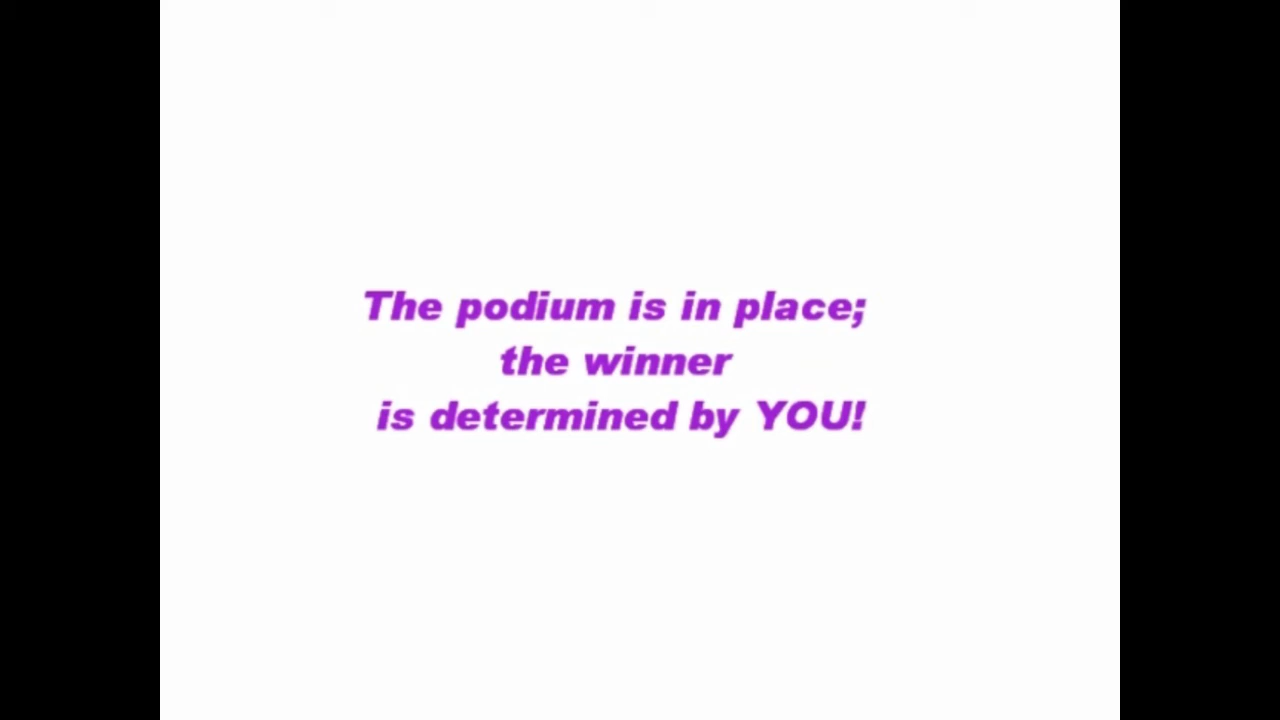 The podium is in place;
the winner
is determined by YOU!